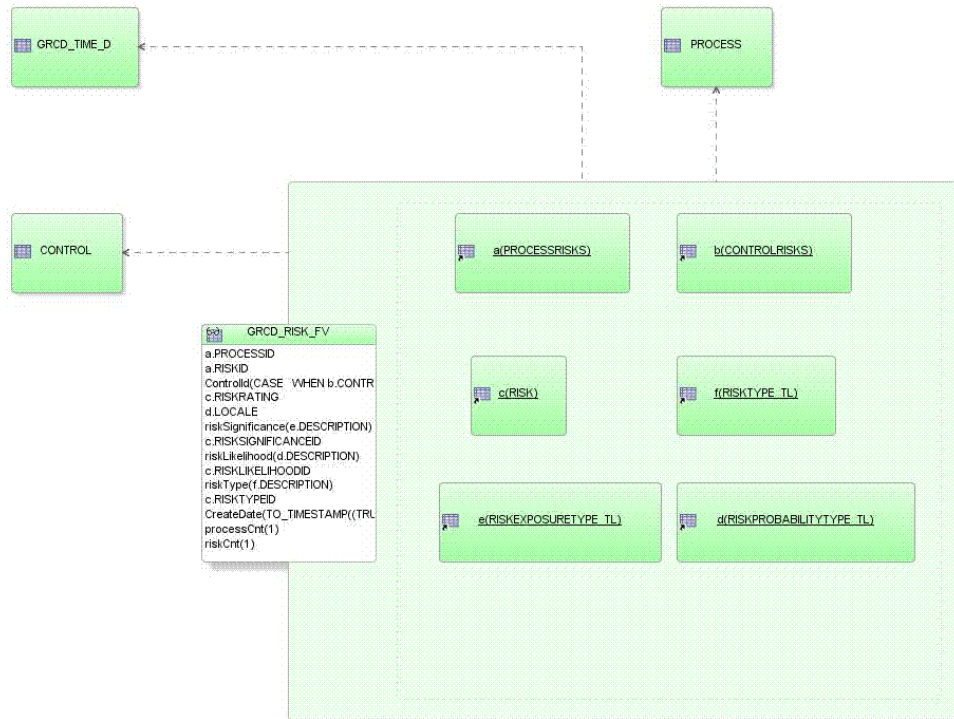 GRCD_TIME_D
PROCESS
CONTROL
a(PROCESSRISKS)
b(CONTROLRISKS)
GRCD_RISK_FV
a.PROCESSID
a.RISKID
ControlId(CASE WHEN b.CONTR
c.RISKRATING
d.LOCALE
riskSignificance(e.DESCRIPTION)
c.RISKSIGNIFICANCEID
riskLikelihood(d.DESCRIPTION)
c.RISKLIKELIHOODID
riskType(f.DESCRIPTION)
c.RISKTYPEID
CreateDate(TO_TIMESTAMP((TRU
processCnt(1)
riskCnt(1)
c(RISK)
f(RISKTYPE_TL)
e(RISKEXPOSURETYPE_TL)
d(RISKPROBABILITYTYPE_TL)